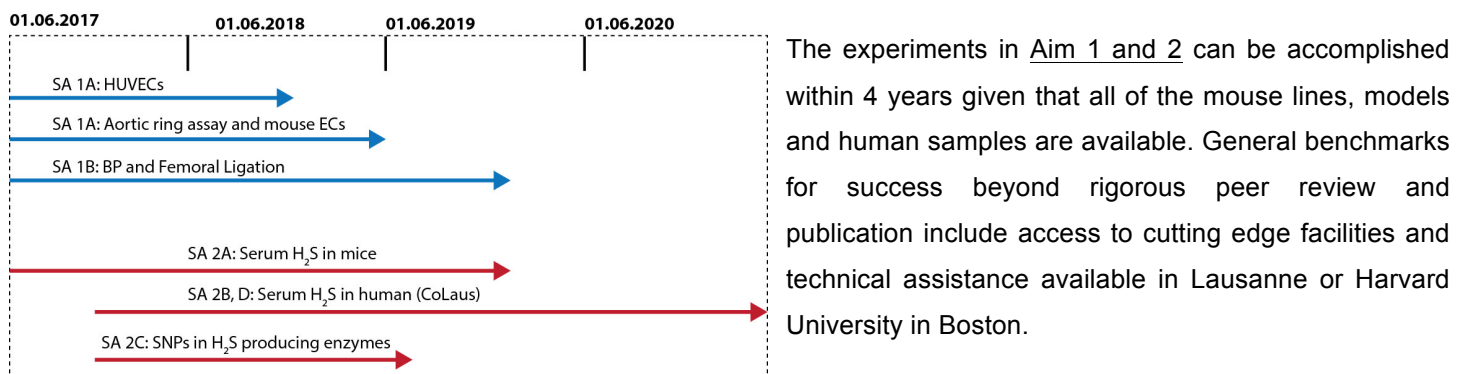 01.06.2017 01.06.2018 01.06.2019 01.06.2020
SA 1A: HUVECs
SA 1A: Aortic ring assay and mouse ECs
SA 1B: BP and Femoral Ligation
SA 2A: Serum H₂S in mice
SA 2B, D: Serum H₂S in human (CoLaus)
SA 2C: SNPs in H₂S producing enzymes
The experiments in Aim 1 and 2 can be accomplished
within 4 years given that all of the mouse lines, models
and human samples are available. General benchmarks
for success beyond rigorous peer review and
publication include access to cutting edge facilities and
technical assistance available in Lausanne or Harvard
University in Boston.